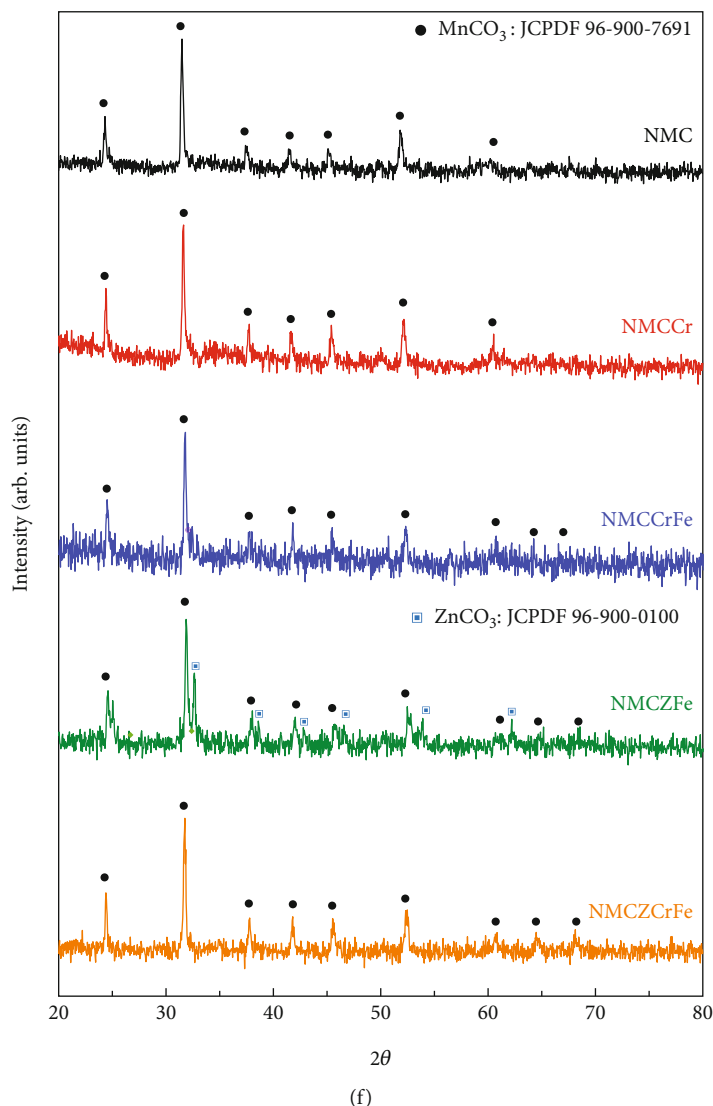 ● MnCO₃ : JCPDF 96-900-7691
NMC
NMCCr
NMCCrFe
ZnCO₃: JCPDF 96-900-0100
NMCZFe
NMCZCrFe
Intensity (arb. units)
20 30 40 50 60 70 80
2θ
(f)